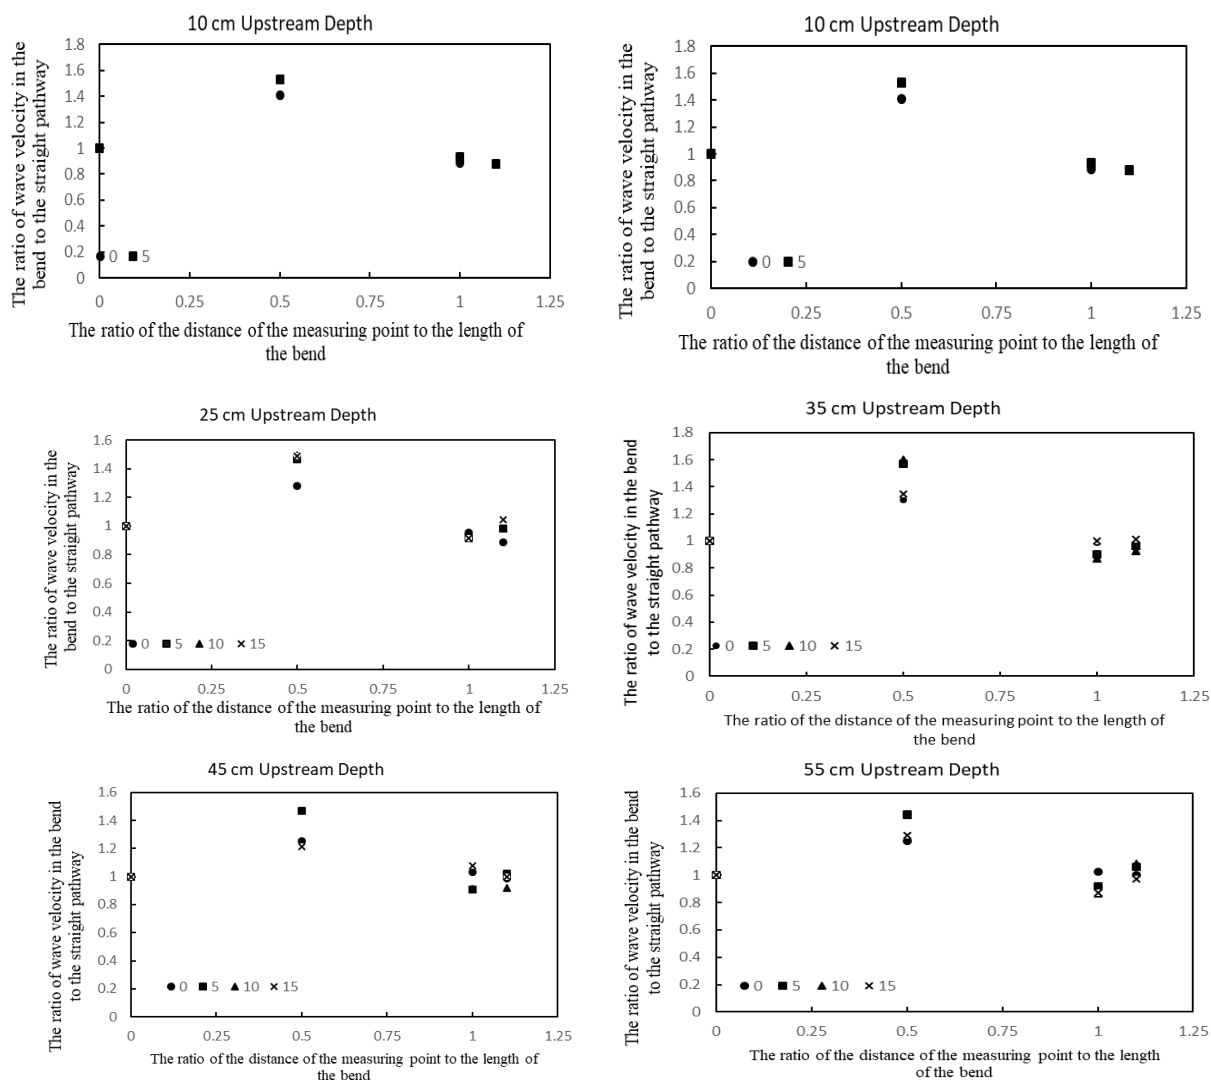 10 cm Upstream Depth
The ratio of wave velocity in the
bend to the straight pathway
1.8
1.6
1.4
1.2
1
0.8
0.6
0.4
0.2
0
0 5
0 0.25 0.5 0.75 1 1.25
The ratio of the distance of the measuring point to the length of
the bend
10 cm Upstream Depth
The ratio of wave velocity in the
bend to the straight pathway
1.8
1.6
1.4
1.2
1
0.8
0.6
0.4
0.2
0
0 5
0 0.25 0.5 0.75 1 1.25
The ratio of the distance of the measuring point to the length of
the bend
25 cm Upstream Depth
The ratio of wave velocity in the
bend to the straight pathway
1.6
1.4
1.2
1
0.8
0.6
0.4
0.2
0
0 5 10 15
0 0.25 0.5 0.75 1 1.25
The ratio of the distance of the measuring point to the length of
the bend
35 cm Upstream Depth
The ratio of wave velocity in the bend
to the straight pathway
1.8
1.6
1.4
1.2
1
0.8
0.6
0.4
0.2
0
0 5 10 15
0 0.25 0.5 0.75 1 1.25
The ratio of the distance of the measuring point to the length of
the bend
45 cm Upstream Depth
The ratio of wave velocity in the bend
to the straight pathway
1.6
1.4
1.2
1
0.8
0.6
0.4
0.2
0
0 5 10 15
0 0.25 0.5 0.75 1 1.25
The ratio of the distance of the measuring point to the length of
the bend
55 cm Upstream Depth
The ratio of wave velocity in the bend
to the straight pathway
1.6
1.4
1.2
1
0.8
0.6
0.4
0.2
0
0 5 10 15
0 0.25 0.5 0.75 1 1.25
The ratio of the distance of the measuring point to the length
of the bend